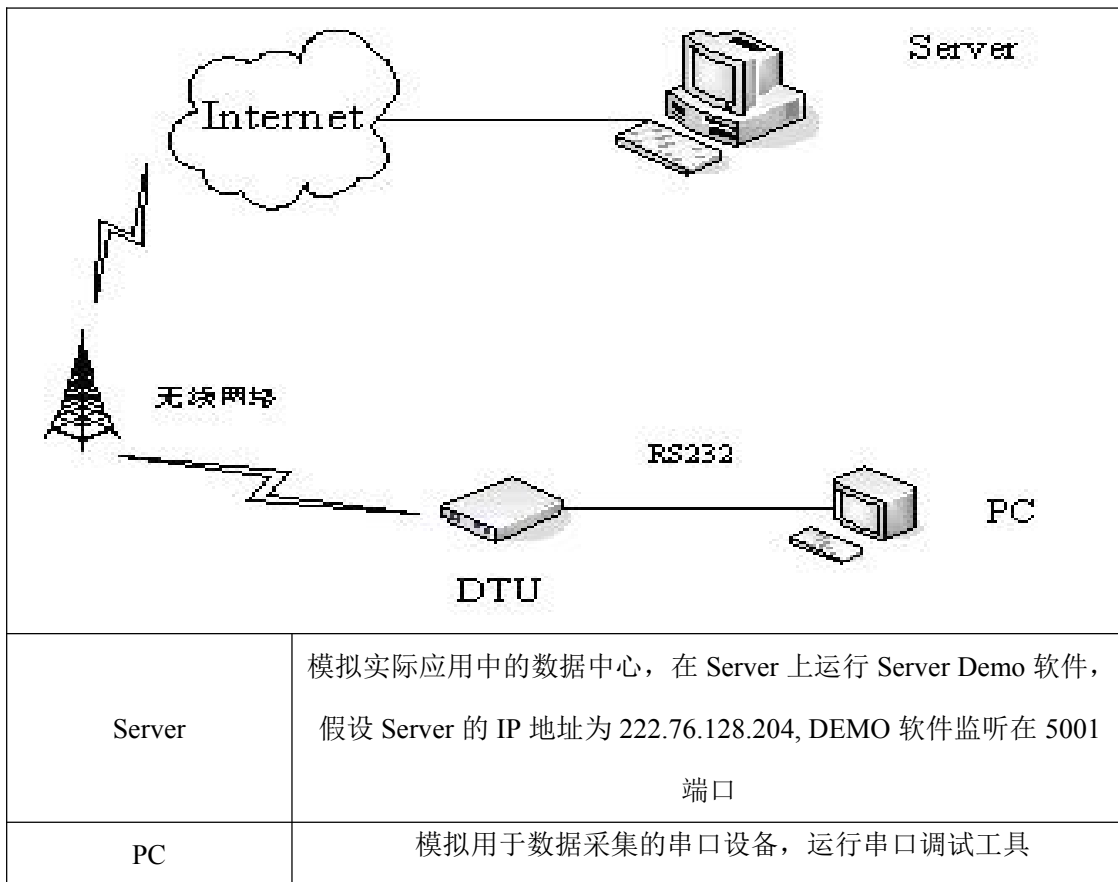 Server
Internet
无线网络
RS232
PC
DTU
Server
模拟实际应用中的数据中心，在 Server 上运行 Server Demo 软件，
假设 Server 的 IP 地址为 222.76.128.204, DEMO 软件监听在 5001
端口
PC
模拟用于数据采集的串口设备，运行串口调试工具